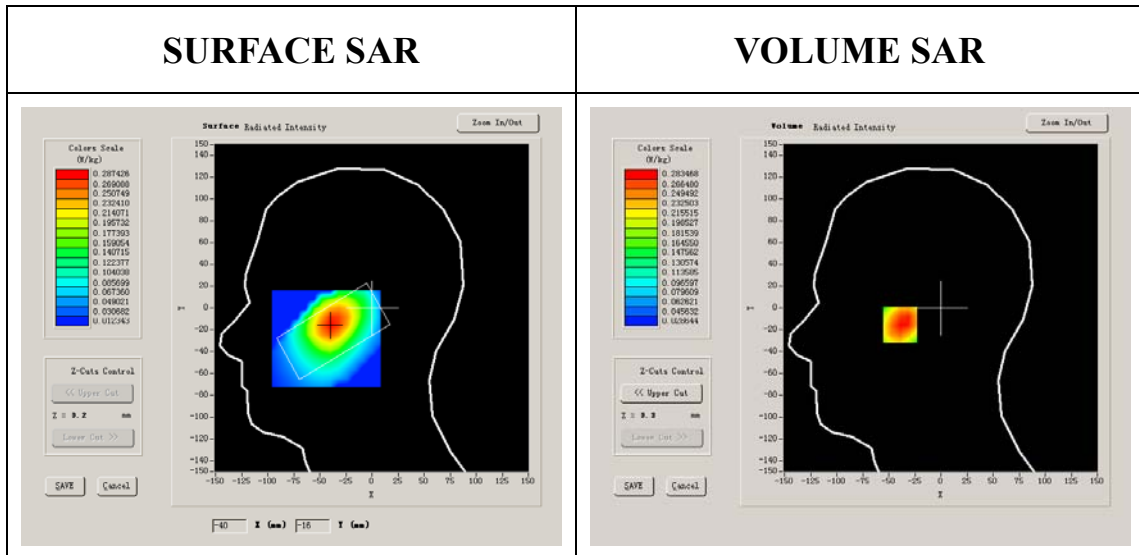 SURFACE SAR
VOLUME SAR
Surface Radiated Intensity
Zoom In/Out
Colors Scale
(W/kg)
0.287426
0.269088
0.250749
0.232410
0.214071
0.195732
0.177393
0.159054
0.140715
0.122377
0.104038
0.085699
0.067360
0.049021
0.030682
0.012343
150
140
120
100
80
60
40
20
0
-20
-40
-60
-80
-100
-120
-140
-150
Y
-150 -125 -100 -75 -50 -25 0 25 50 75 100 125 150
X
Z-Cuts Control
<< Upper Cut
Z = 3.2 mm
Lower Cut >>
SAVE
Cancel
-40 X (mm) -16 Y (mm)
Volume Radiated Intensity
Zoom In/Out
Colors Scale
(W/kg)
0.283468
0.266480
0.249492
0.232503
0.215515
0.198527
0.181539
0.164550
0.147562
0.130574
0.113585
0.096597
0.079609
0.062621
0.045632
0.028644
150
140
120
100
80
60
40
20
0
-20
-40
-60
-80
-100
-120
-140
-150
Y
-150 -125 -100 -75 -50 -25 0 25 50 75 100 125 150
X
Z-Cuts Control
<< Upper Cut
mm
Lower Cut >>
SAVE
Cancel